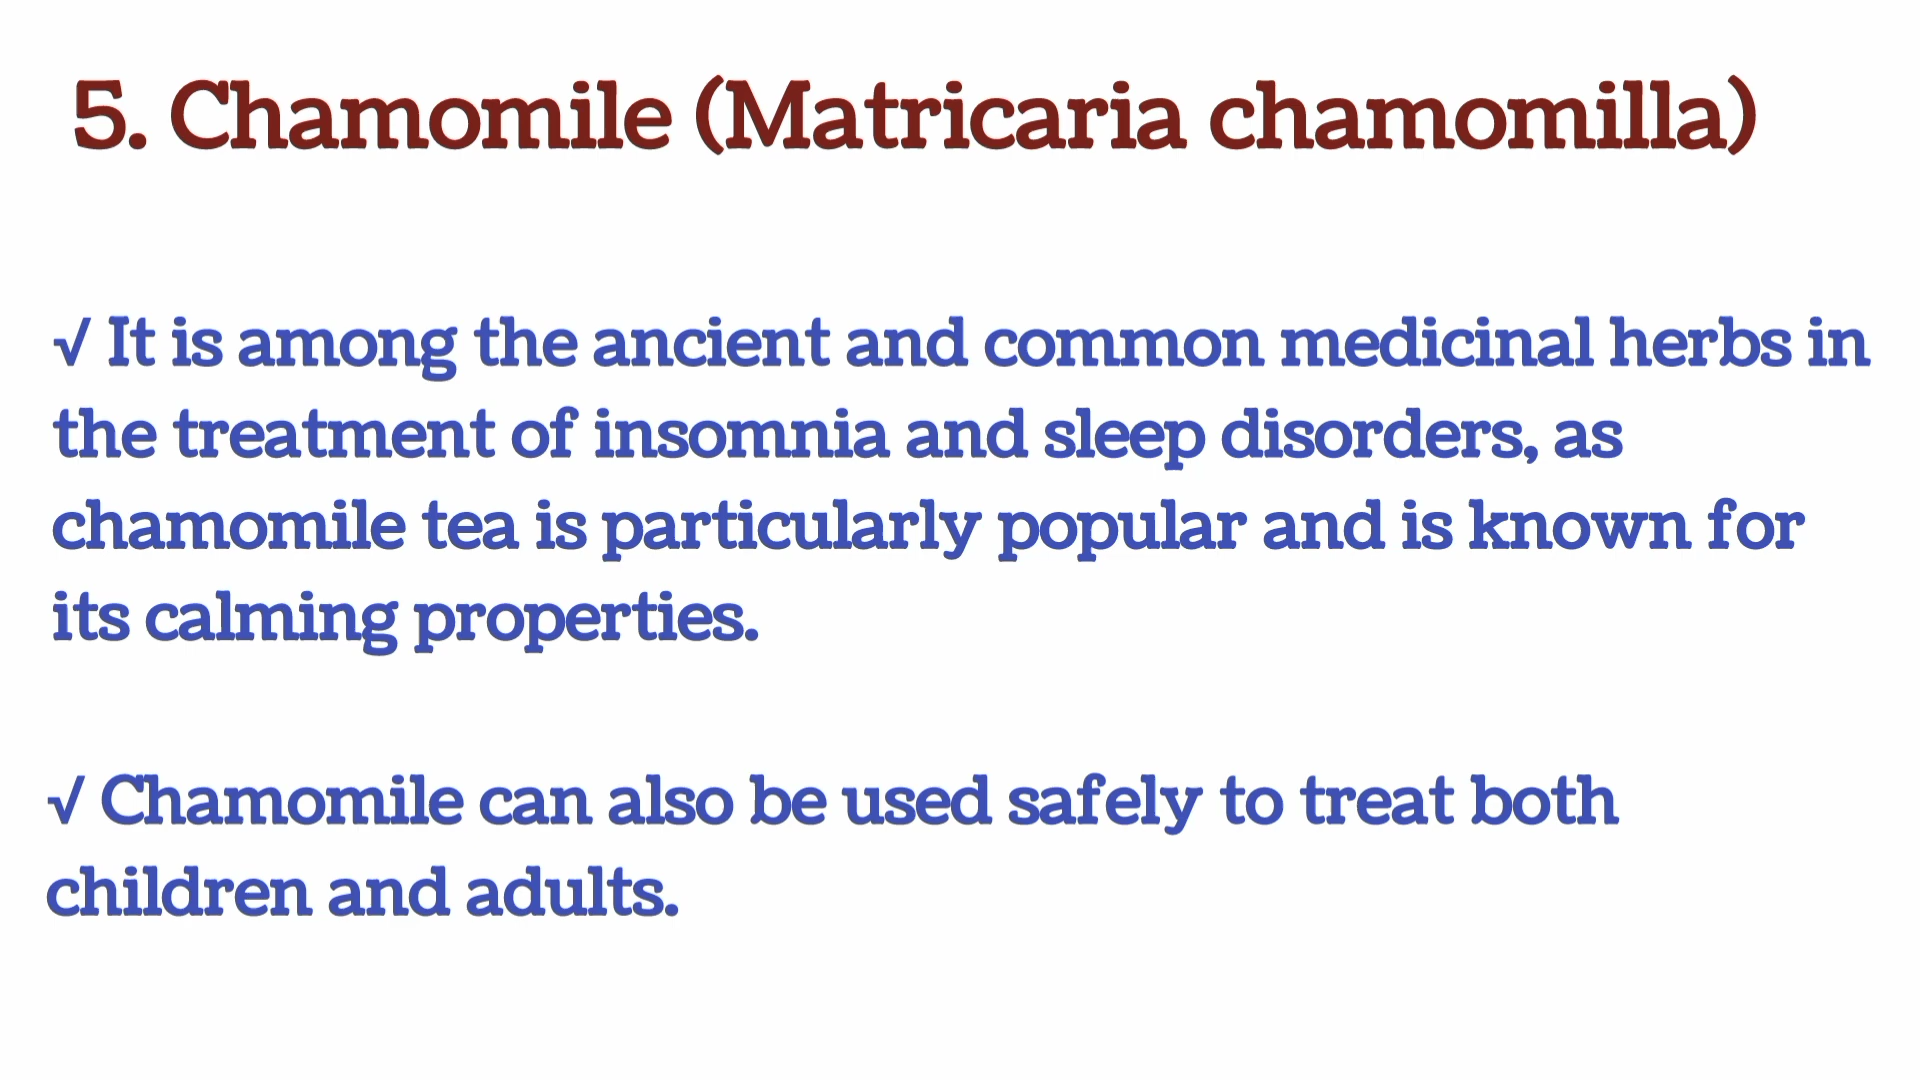 5. Chamomile (Matricaria chamomilla)
√ It is among the ancient and common medicinal herbs in
the treatment of insomnia and sleep disorders, as
chamomile tea is particularly popular and is known for
its calming properties.
√ Chamomile can also be used safely to treat both
children and adults.